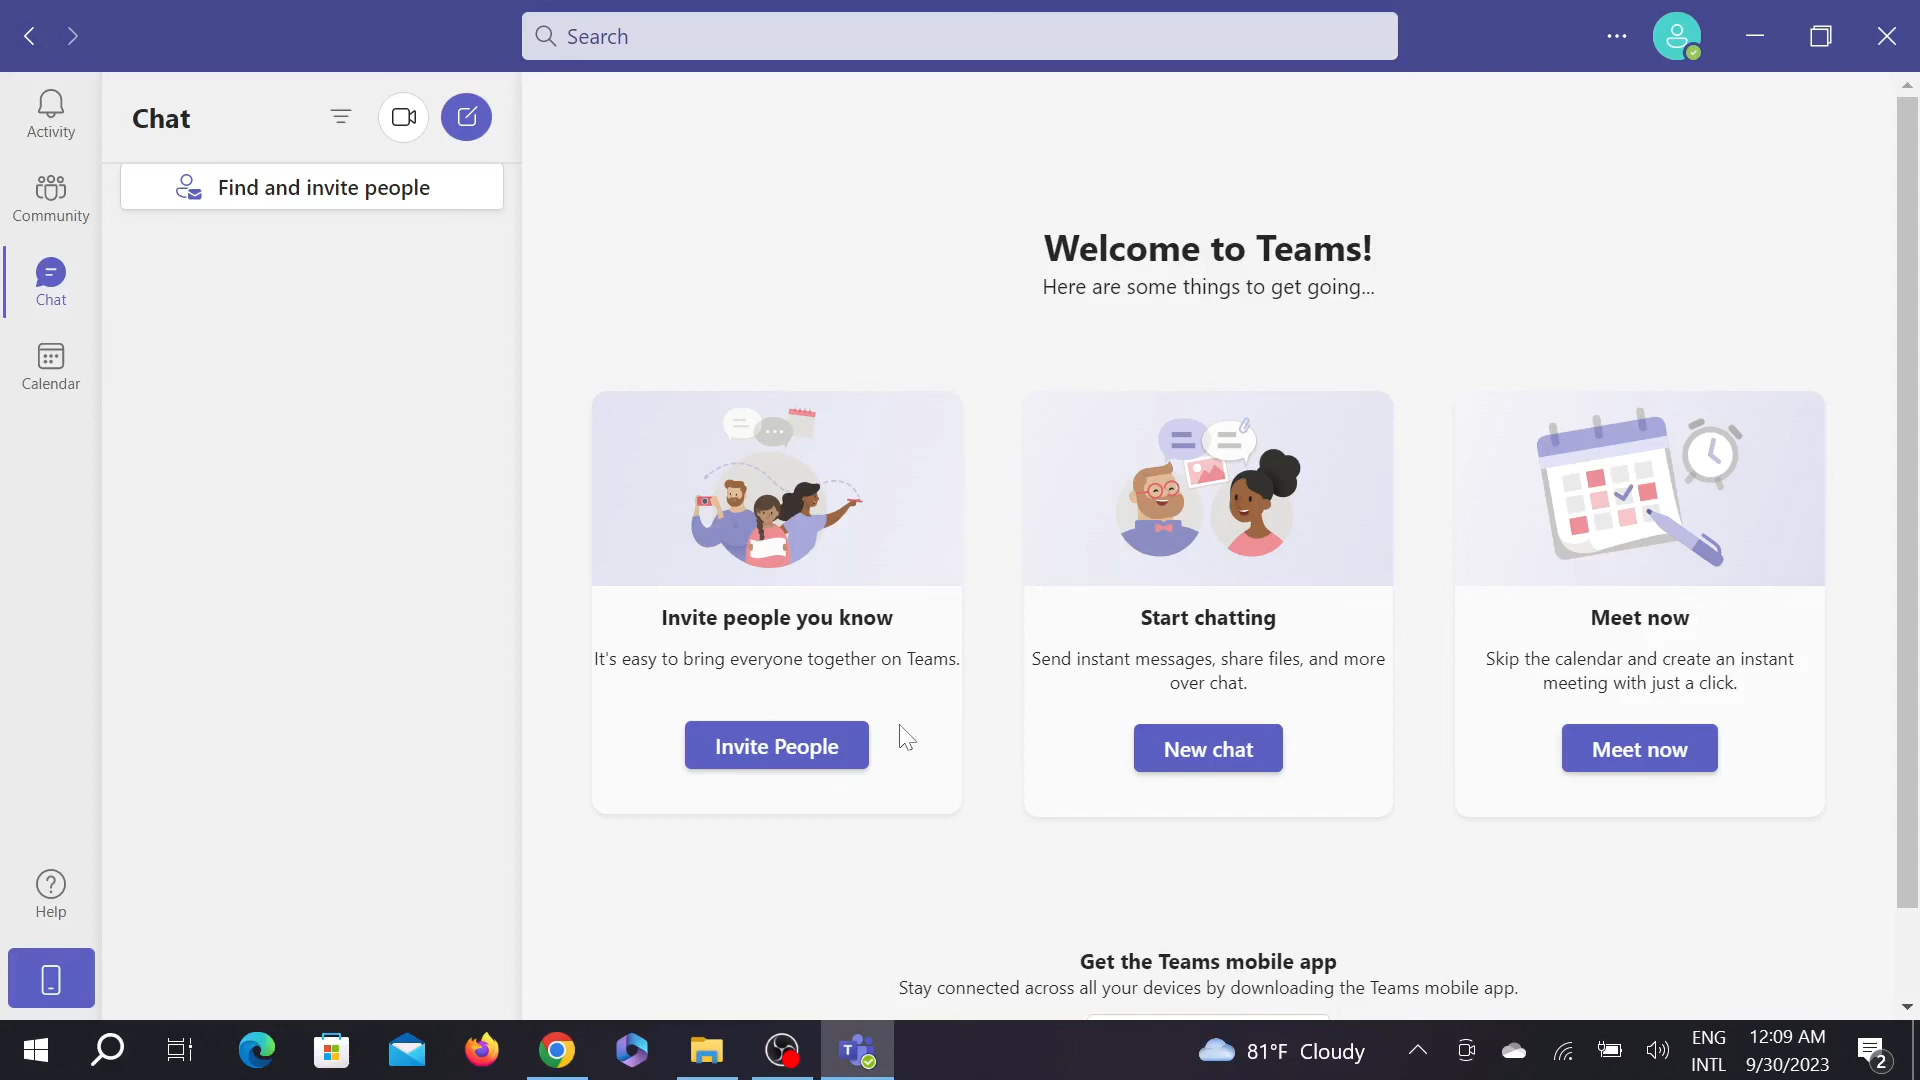 Search
Activity
Community
Chat
Calendar
Help
Chat
Find and invite people
Welcome to Teams!
Here are some things to get going...
Invite people you know
It's easy to bring everyone together on Teams.
Invite People
Start chatting
Send instant messages, share files, and more
over chat.
New chat
Meet now
Skip the calendar and create an instant
meeting with just a click.
Meet now
Get the Teams mobile app
Stay connected across all your devices by downloading the Teams mobile app.
81°F Cloudy
ENG
INTL
12:09 AM
9/30/2023
2